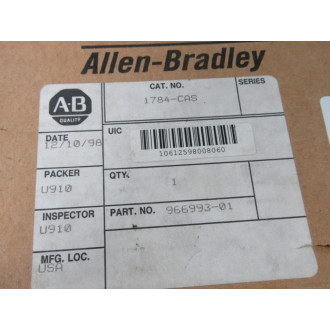 Allen-Bradley
CAT. NO. SERIES
1784-CAS
A-B
QUALITY
DATE UIC
12/10/98
10612598008060
PACKER QTY.
U910 1
INSPECTOR PART. NO. 966993-01
U910
MFG. LOC.
USA